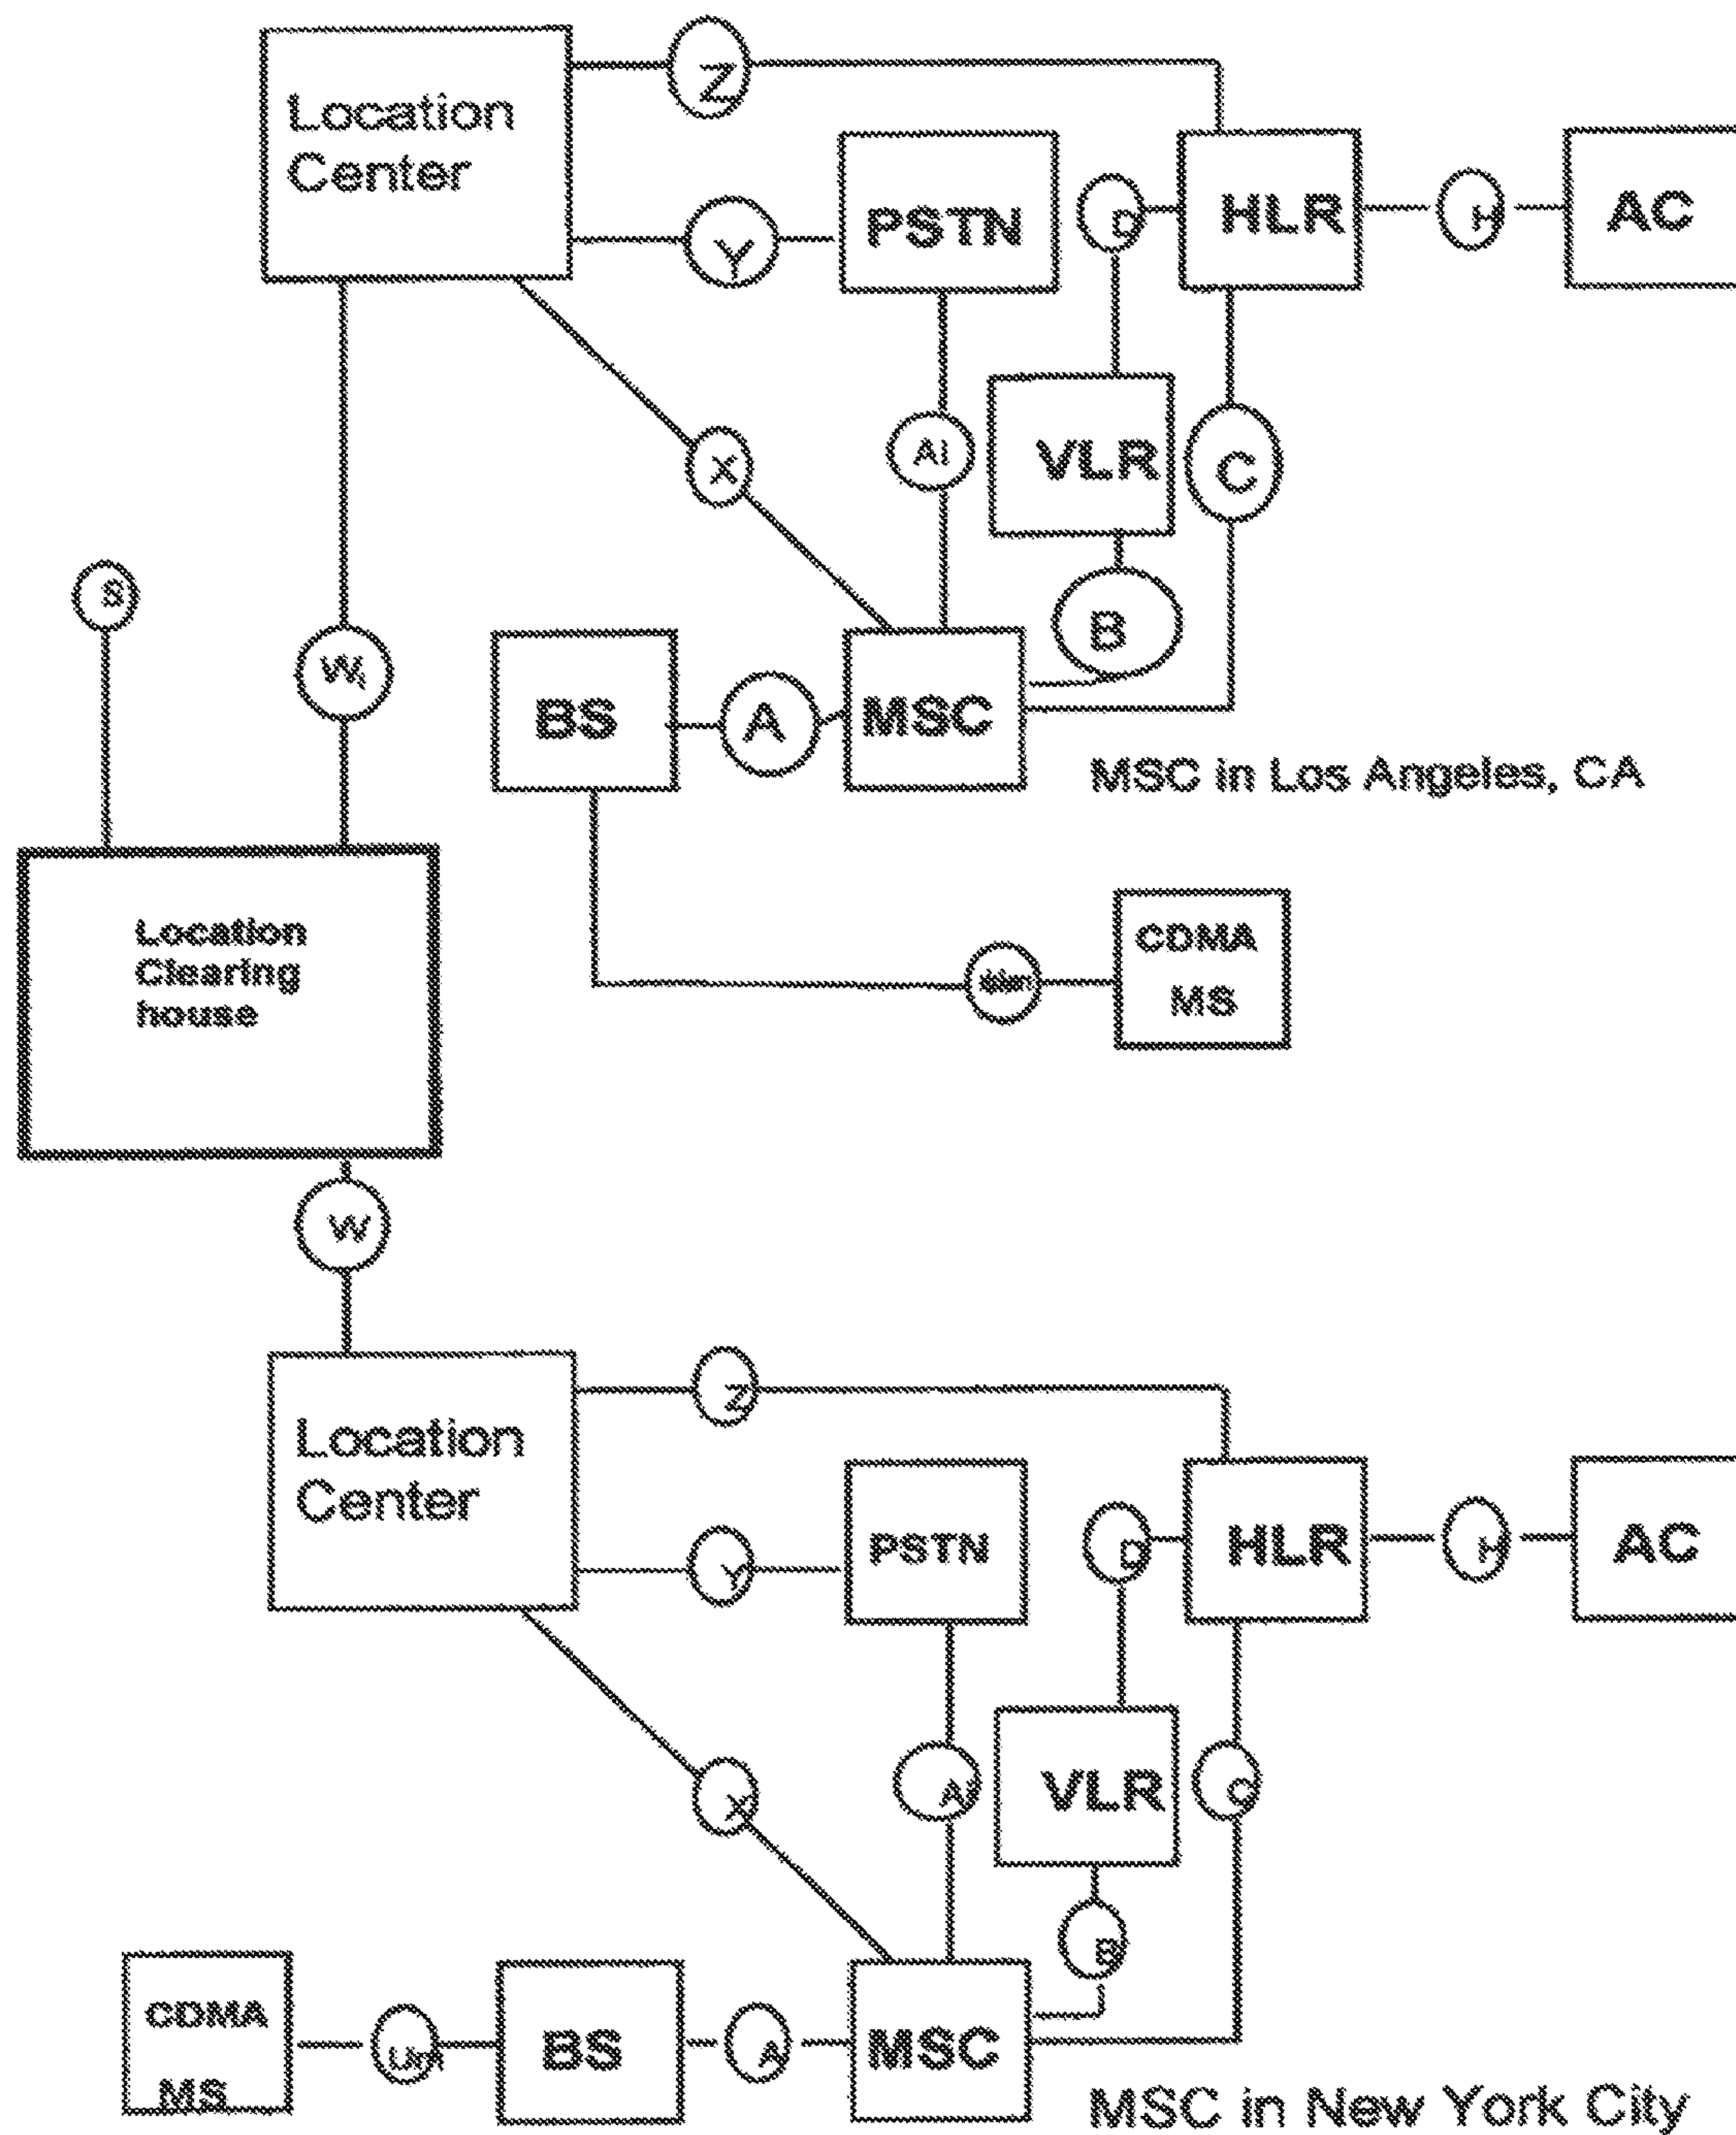 Z
Location
Center
PSTN
D
HLR
H
AC
Y
AI
VLR
C
X
S
W
B
BS
A
MSC
MSC in Los Angeles, CA
Location
Clearing
house
CDMA
MS
W
Z
Location
Center
PSTN
D
HLR
H
AC
Y
VLR
C
X
B
CDMA
MS
Um
BS
A
MSC
MSC in New York City